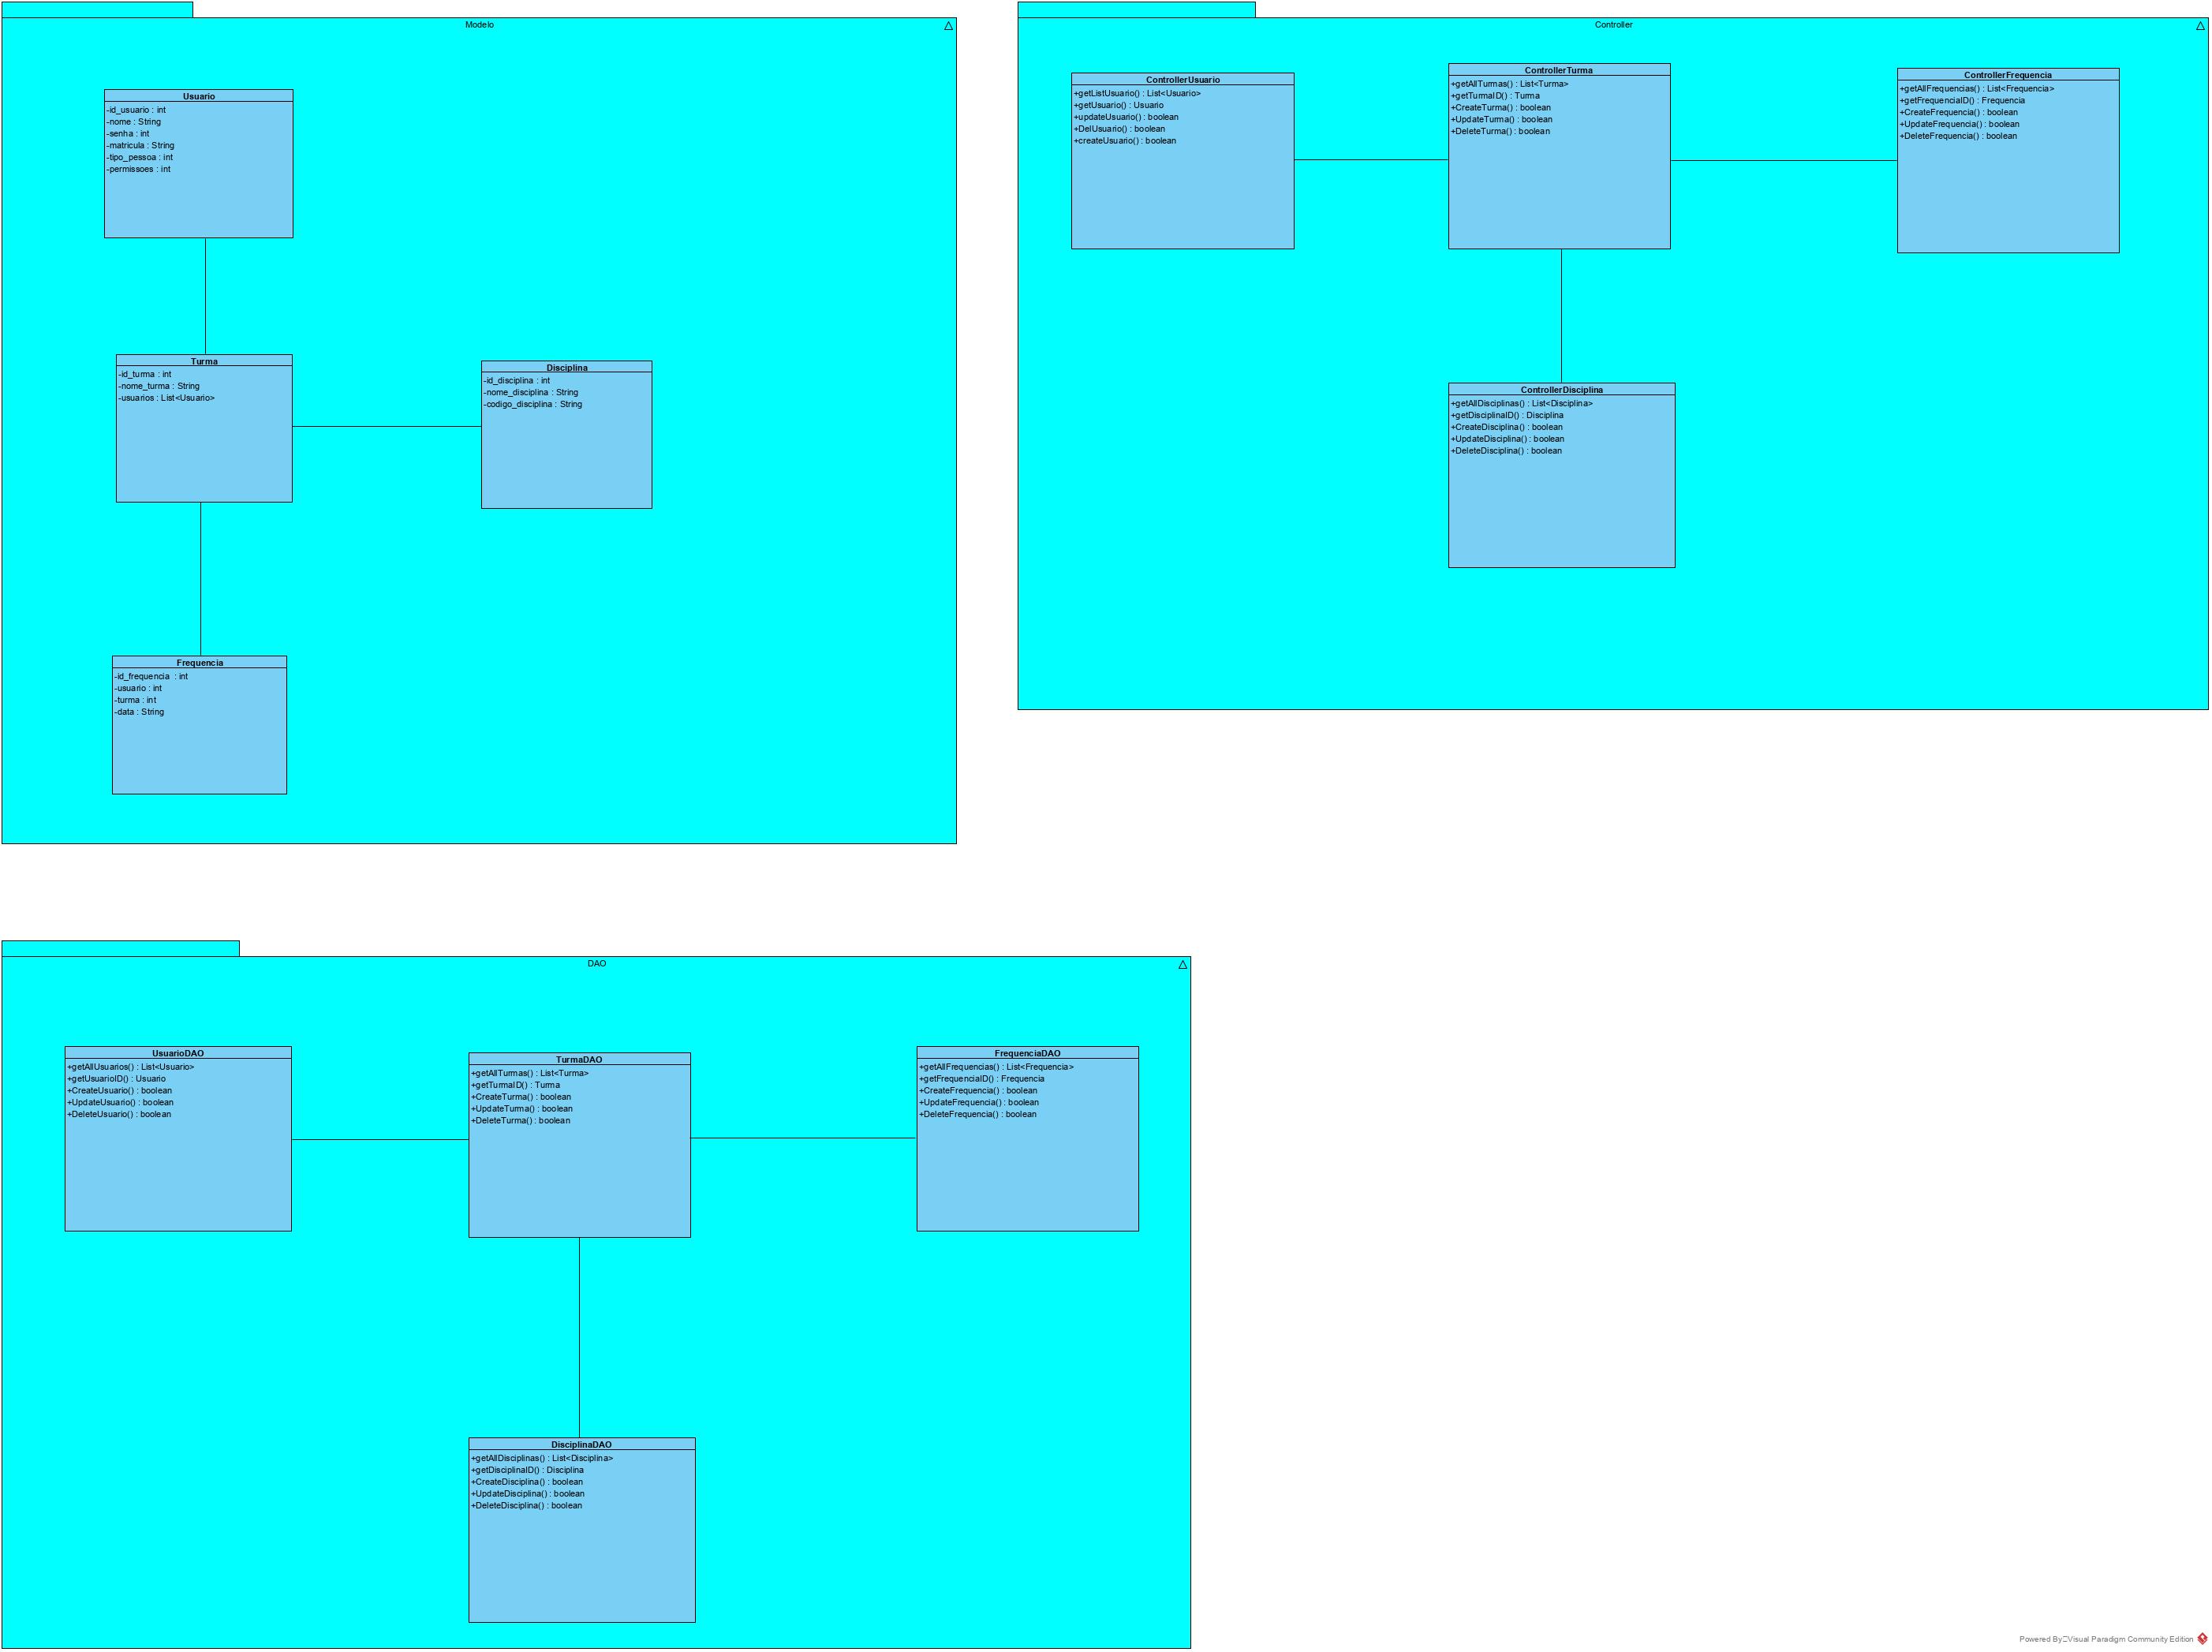 Modelo
Usuario
-id_usuario : int
-nome : String
-senha : int
-matricula : String
-tipo_pessoa : int
-permissoes : int
Turma
-id_turma : int
-nome_turma : String
-usuarios : List<Usuario>
Disciplina
-id_disciplina : int
-nome_disciplina : String
-codigo_disciplina : String
Frequencia
-id_frequencia : int
-usuario : int
-turma : int
-data : String
Controller
ControllerUsuario
+getListUsuario() : List<Usuario>
+getUsuario() : Usuario
+updateUsuario() : boolean
+DelUsuario() : boolean
+createUsuario() : boolean
ControllerTurma
+getAllTurmas() : List<Turma>
+getTurmaID() : Turma
+CreateTurma() : boolean
+UpdateTurma() : boolean
+DeleteTurma() : boolean
ControllerFrequencia
+getAllFrequencias() : List<Frequencia>
+getFrequenciaID() : Frequencia
+CreateFrequencia() : boolean
+UpdateFrequencia() : boolean
+DeleteFrequencia() : boolean
ControllerDisciplina
+getAllDisciplinas() : List<Disciplina>
+getDisciplinaID() : Disciplina
+CreateDisciplina() : boolean
+UpdateDisciplina() : boolean
+DeleteDisciplina() : boolean
DAO
UsuarioDAO
+getAllUsuarios() : List<Usuario>
+getUsuarioID() : Usuario
+CreateUsuario() : boolean
+UpdateUsuario() : boolean
+DeleteUsuario() : boolean
TurmaDAO
+getAllTurmas() : List<Turma>
+getTurmaID() : Turma
+CreateTurma() : boolean
+UpdateTurma() : boolean
+DeleteTurma() : boolean
FrequenciaDAO
+getAllFrequencias() : List<Frequencia>
+getFrequenciaID() : Frequencia
+CreateFrequencia() : boolean
+UpdateFrequencia() : boolean
+DeleteFrequencia() : boolean
DisciplinaDAO
+getAllDisciplinas() : List<Disciplina>
+getDisciplinaID() : Disciplina
+CreateDisciplina() : boolean
+UpdateDisciplina() : boolean
+DeleteDisciplina() : boolean
Powered By Visual Paradigm Community Edition